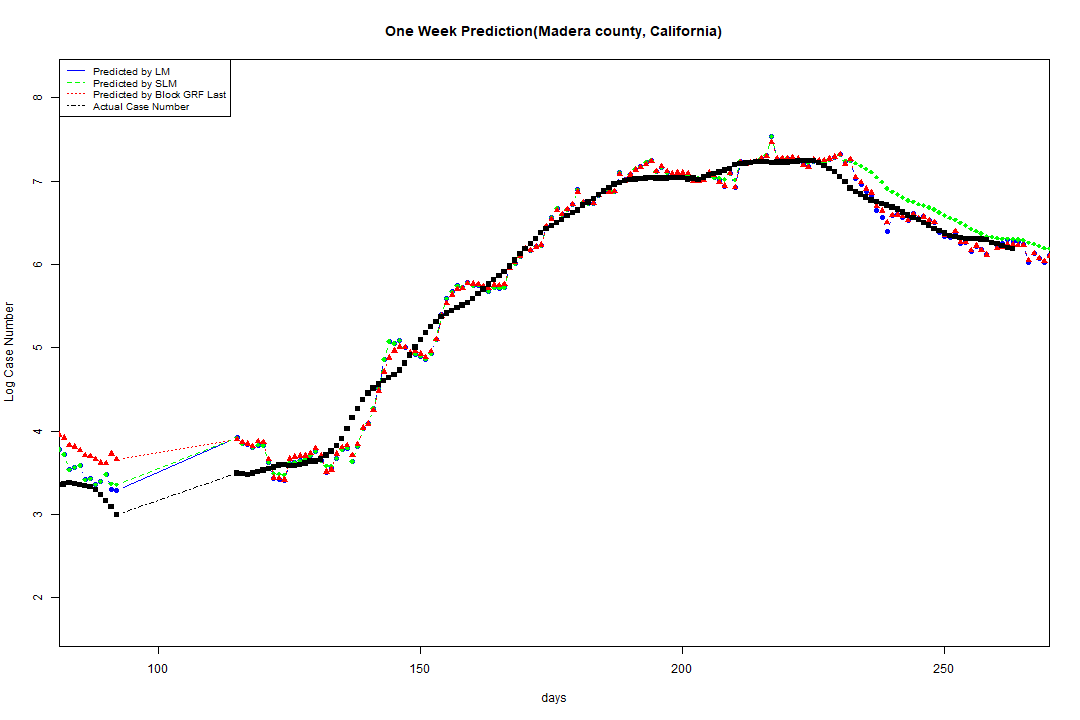 One Week Prediction(Madera county, California)
Predicted by LM
Predicted by SLM
Predicted by Block GRF Last
Actual Case Number
8
7
6
5
4
3
2
Log Case Number
100
150
200
250
days